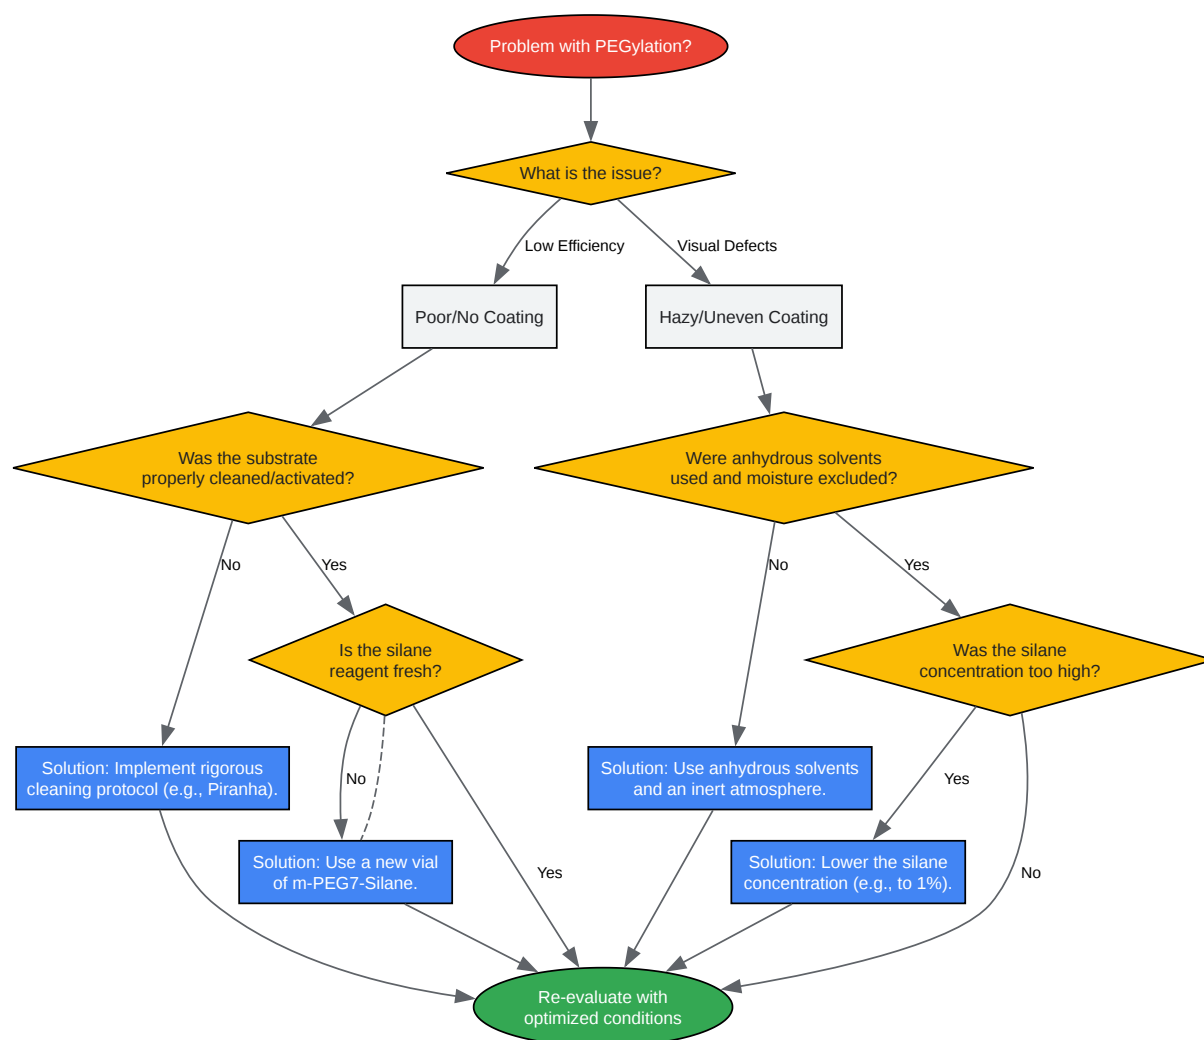 Problem with PEGylation?
What is the issue?
Low Efficiency
Visual Defects
Poor/No Coating
Hazy/Uneven Coating
Was the substrate
properly cleaned/activated?
Were anhydrous solvents
used and moisture excluded?
No
Yes
No
Yes
Is the silane
reagent fresh?
Was the silane
concentration too high?
Solution: Implement rigorous
cleaning protocol (e.g., Piranha).
No
Solution: Use anhydrous solvents
and an inert atmosphere.
Yes
Solution: Use a new vial
of m-PEG7-Silane.
Yes
Solution: Lower the silane
concentration (e.g., to 1%).
No
Re-evaluate with
optimized conditions